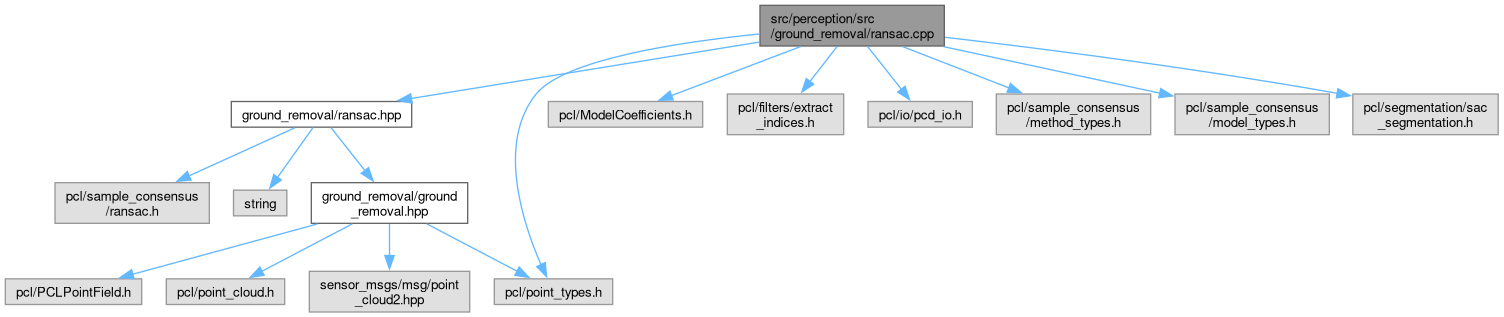 src/perception/src
/ground_removal/ransac.cpp
ground_removal/ransac.hpp
pcl/ModelCoefficients.h
pcl/filters/extract
_indices.h
pcl/io/pcd_io.h
pcl/sample_consensus
/method_types.h
pcl/sample_consensus
/model_types.h
pcl/segmentation/sac
_segmentation.h
pcl/sample_consensus
/ransac.h
string
ground_removal/ground
_removal.hpp
pcl/PCLPointField.h
pcl/point_cloud.h
sensor_msgs/msg/point
_cloud2.hpp
pcl/point_types.h